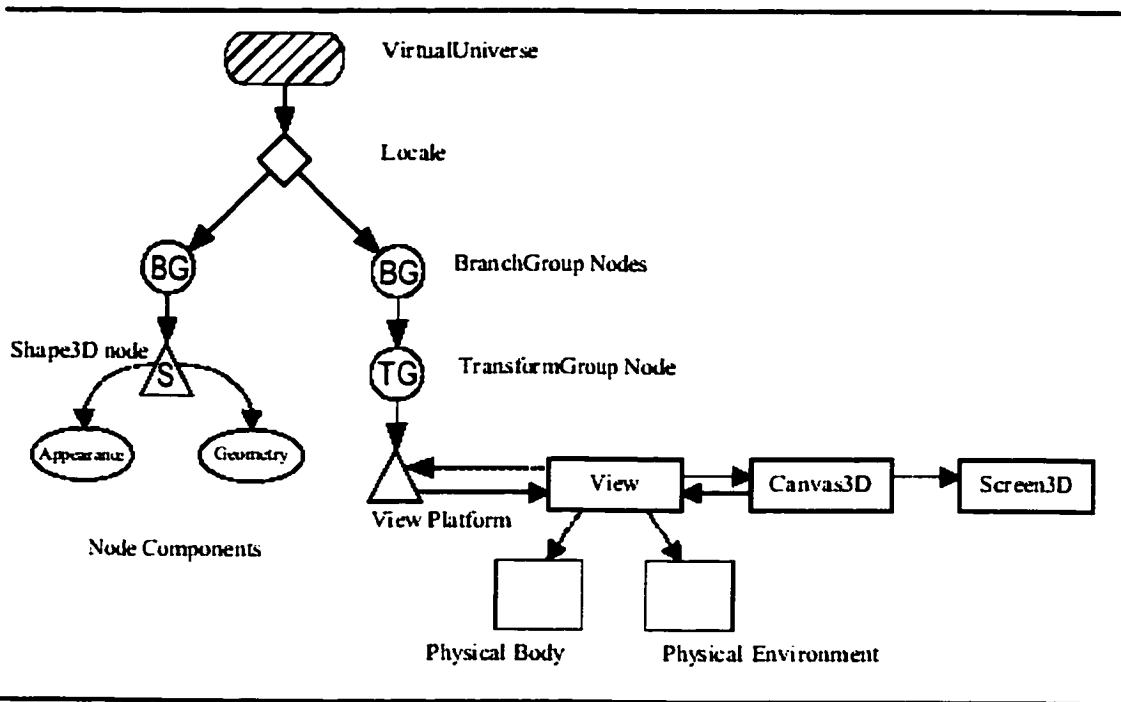 VirtualUniverse
Locale
BG
BG
BranchGroup Nodes
Shape3D node
S
TG
TransformGroup Node
Appearance
Geometry
View
Canvas3D
Screen3D
View Platform
Node Components
Physical Body
Physical Environment